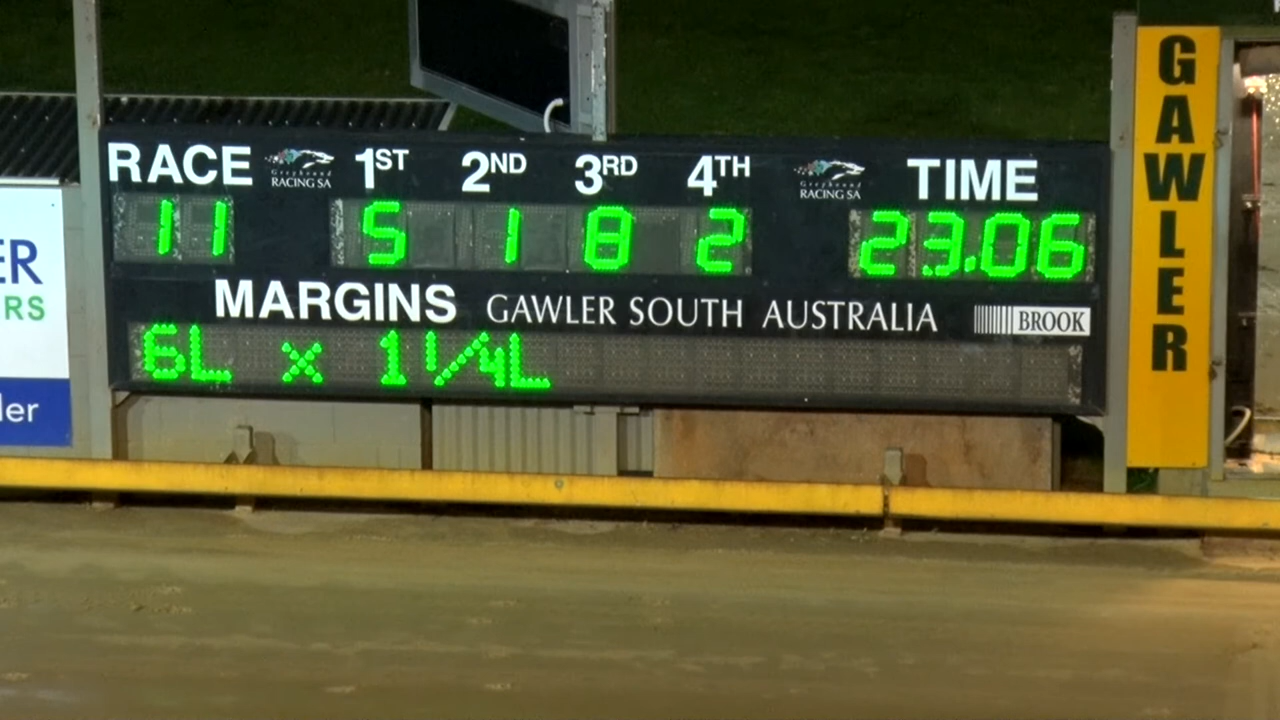 RACE
Greyhound
RACING SA
1ST 2ND 3RD 4TH
Greyhound
RACING SA
TIME
11 5 1 8 2 23.06
MARGINS GAWLER SOUTH AUSTRALIA BROOK
6L x 1 1/4L
GAWLER
ER
RS
ler